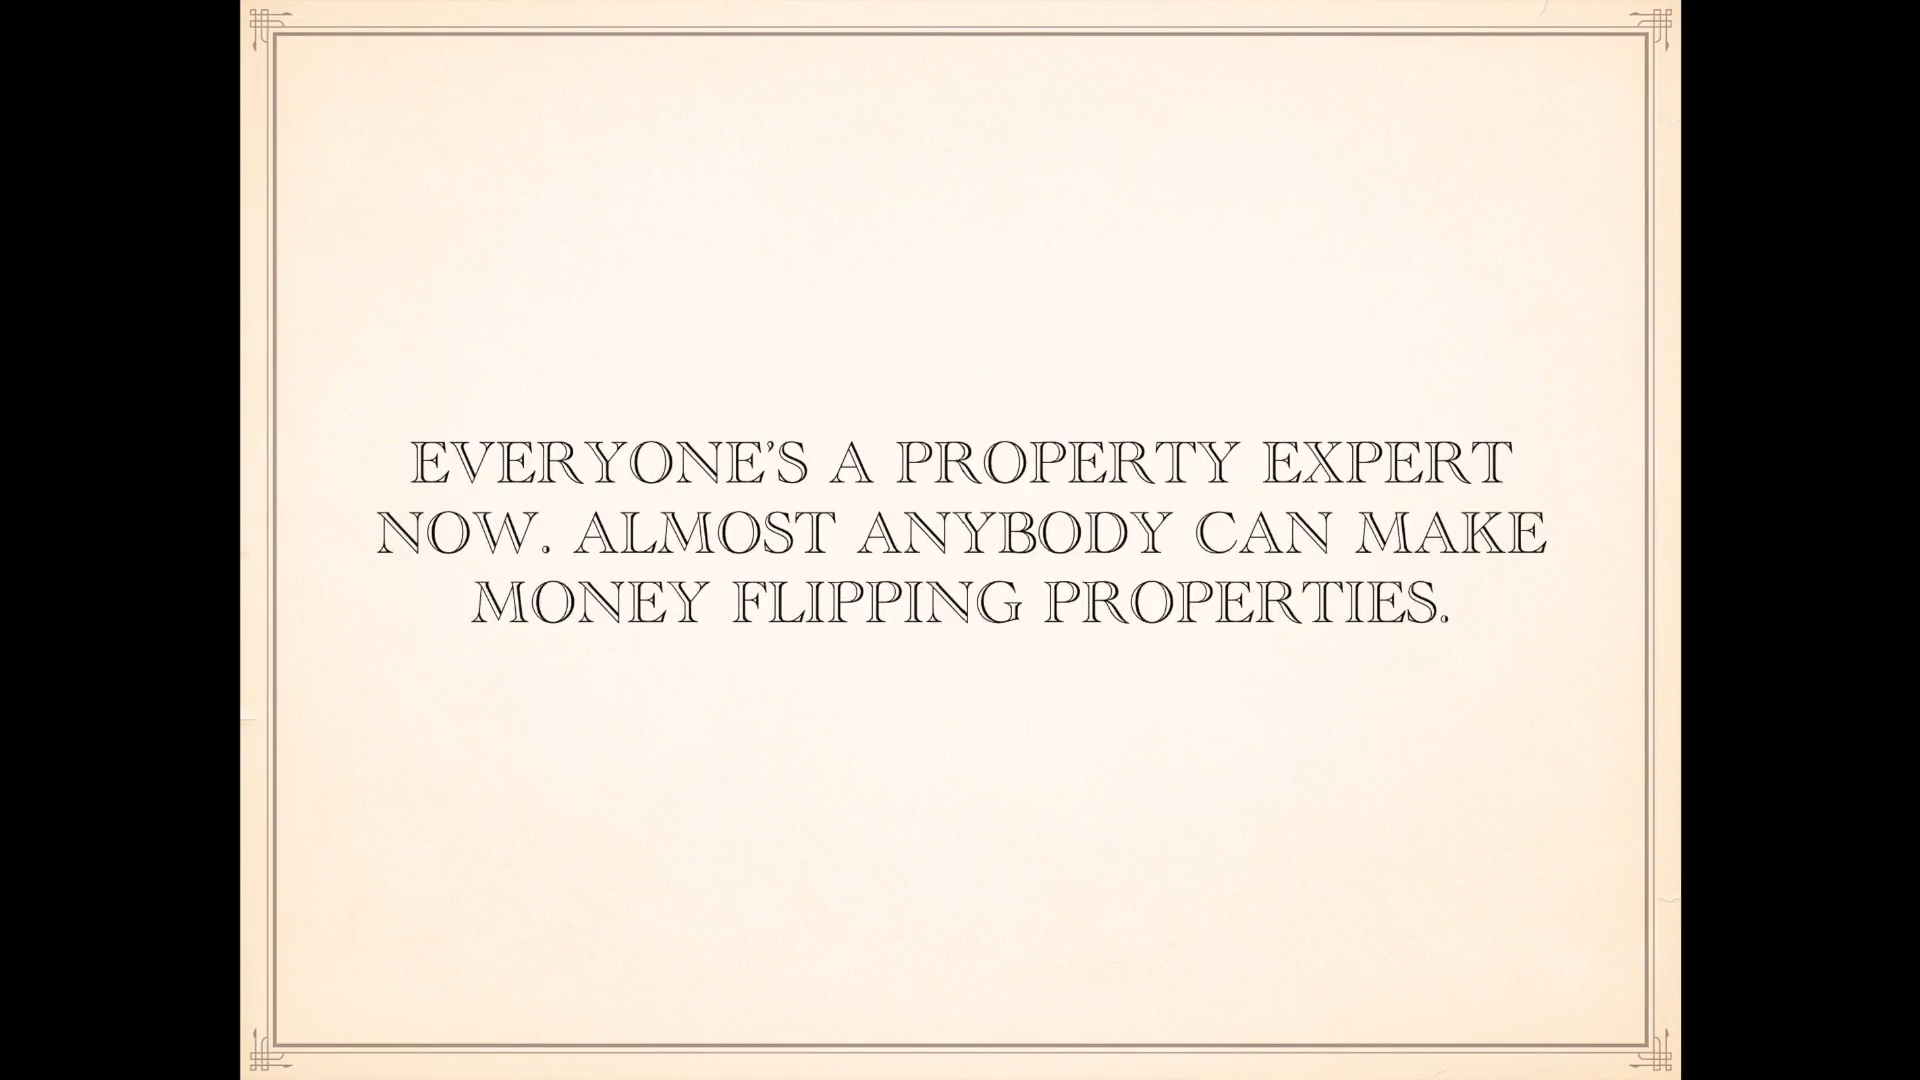 EVERYONE’S A PROPERTY EXPERT
NOW. ALMOST ANYBODY CAN MAKE
MONEY FLIPPING PROPERTIES.